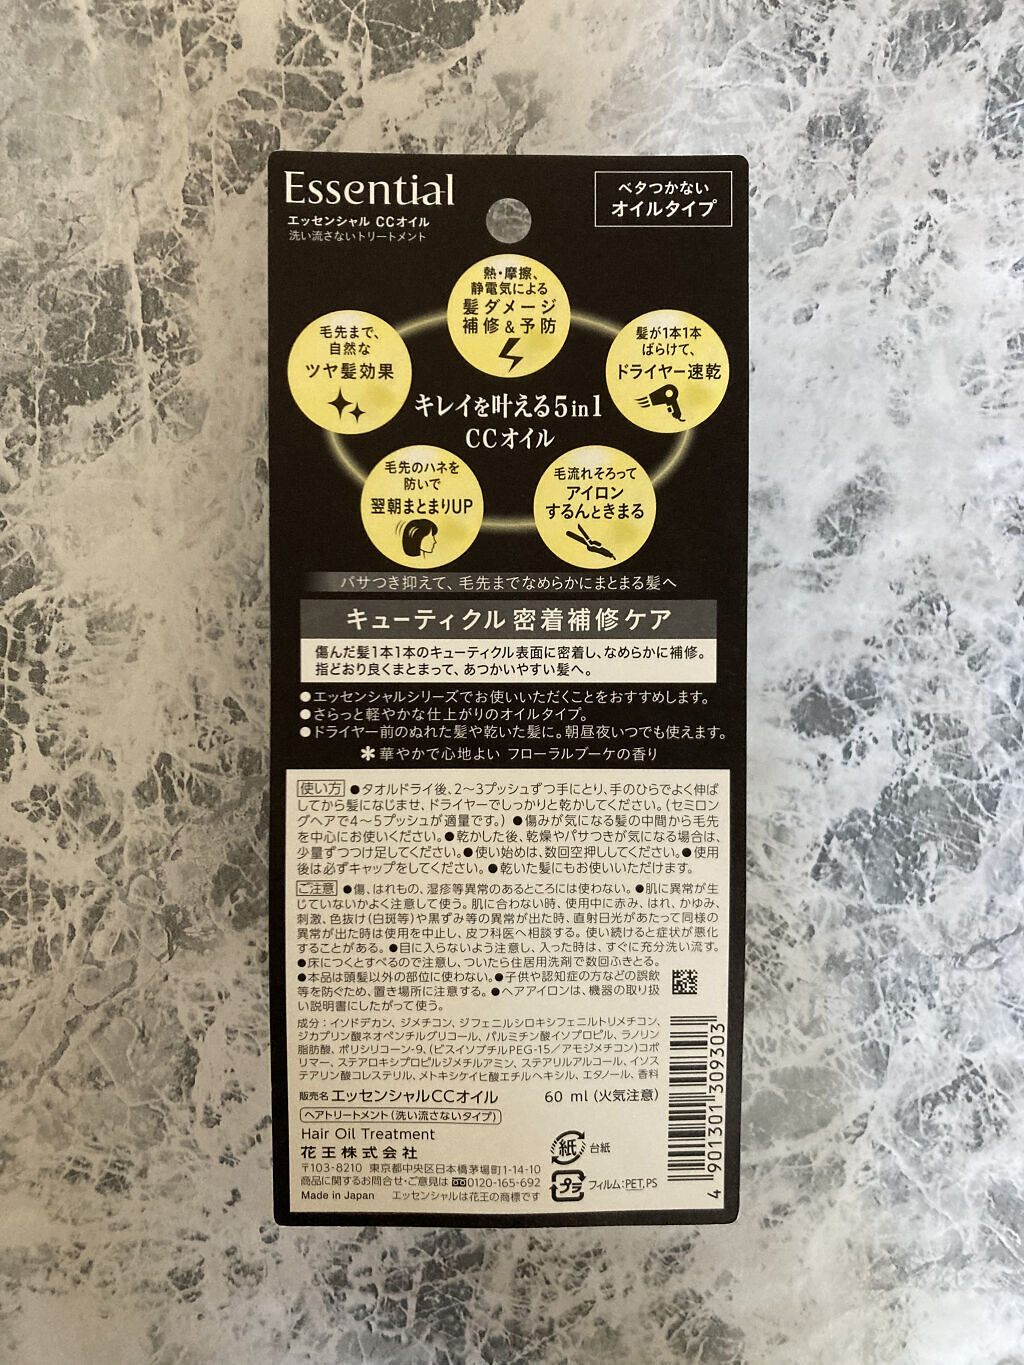 Essential
エッセンシャル CCオイル
洗い流さないトリートメント
ベタつかない
オイルタイプ
熱・摩擦、
静電気による
髪ダメージ
補修&予防
毛先まで、
自然な
ツヤ髪効果
髪が1本1本
ばらけて、
ドライヤー速乾
キレイを叶える5in1
CCオイル
毛先のハネを
防いで
翌朝まとまりUP
毛流れそろって
アイロン
するんときまる
パサつき抑えて、毛先までなめらかにまとまる髪へ
キューティクル 密着補修ケア
傷んだ髪1本1本のキューティクル表面に密着し、なめらかに補修。
指どおり良くまとまって、あつかいやすい髪へ。
●エッセンシャルシリーズでお使いいただくことをおすすめします。
●さらっと軽やかな仕上がりのオイルタイプ。
●ドライヤー前のぬれた髪や乾いた髪に。朝昼夜いつでも使えます。
✻華やかで心地よい フローラルブーケの香り
使い方 ●タオルドライ後、2～3プッシュずつ手にとり、手のひらでよく伸ば
してから髪になじませ、ドライヤーでしっかりと乾かしてください。(セミロン
グヘアで4～5プッシュが適量です。) ●傷みが気になる髪の中間から毛先
を中心にお使いください。●乾かした後、乾燥やパサつきが気になる場合は、
少量ずつつけ足してください。●使い始めは、数回空押ししてください。●使用
後は必ずキャップをしてください。●乾いた髪にもお使いいただけます。
ご注意 ●傷、はれもの、湿疹等異常のあるところには使わない。●肌に異常が生
じていないかよく注意して使う。肌に合わない時、使用中に赤み、はれ、かゆみ、
刺激、色抜け(白斑等)や黒ずみ等の異常が出た時、直射日光があたって同様の
異常が出た時は使用を中止し、皮フ科医へ相談する。使い続けると症状が悪化
することがある。●目に入らないよう注意し、入った時は、すぐに充分洗い流す。
●床につくとすべるので注意し、ついたら住居用洗剤で数回ふきとる。
●本品は頭髪以外の部位に使わない。●子供や認知症の方などの誤飲
等を防ぐため、置き場所に注意する。●ヘアアイロンは、機器の取り扱
い説明書にしたがって使う。
成分:イソドデカン、ジメチコン、ジフェニルシロキシフェニルトリメチコン、
ジカプリン酸ネオペンチルグリコール、パルミチン酸イソプロピル、ラノリン
脂肪酸、ポリシリコーン-9、(ビスイソブチルPEG-15/アモジメチコン)コポ
リマー、ステアロキシプロピルジメチルアミン、ステアリルアルコール、イソス
テアリン酸コレステリル、メトキシケイヒ酸エチルヘキシル、エタノール、香料
販売名 エッセンシャルCCオイル 60 ml (火気注意)
ヘアトリートメント(洗い流さないタイプ)
Hair Oil Treatment
花王株式会社
〒103-8210 東京都中央区日本橋茅場町1-14-10
商品に関するお問合せ・ご意見は☎0120-165-692
Made in Japan エッセンシャルは花王の商標です
紙 台紙
プラ フィルム:PET,PS
4 901301 309303